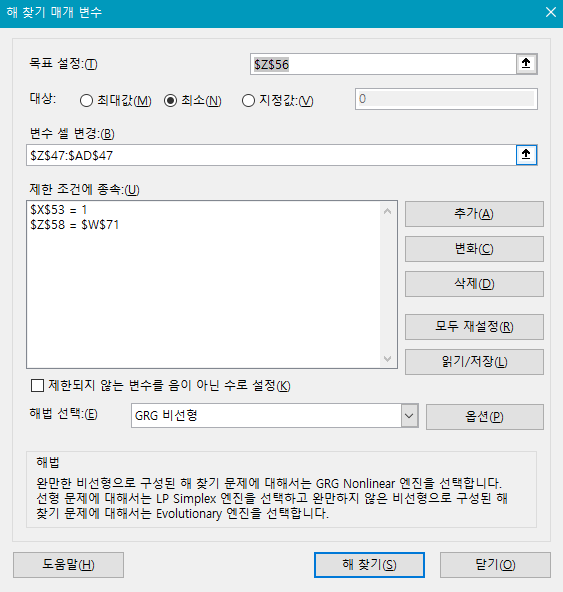 해 찾기 매개 변수
목표 설정:(T)
$Z$56
대상:
최대값(M)
최소(N)
지정값:(V)
0
변수 셀 변경:(B)
$Z$47:$AD$47
제한 조건에 종속:(U)
$X$53 = 1
$Z$58 = $W$71
추가(A)
변화(C)
삭제(D)
모두 재설정(R)
읽기/저장(L)
제한되지 않는 변수를 음이 아닌 수로 설정(K)
해법 선택:(E)
GRG 비선형
옵션(P)
해법
완만한 비선형으로 구성된 해 찾기 문제에 대해서는 GRG Nonlinear 엔진을 선택합니다.
선형 문제에 대해서는 LP Simplex 엔진을 선택하고 완만하지 않은 비선형으로 구성된 해
찾기 문제에 대해서는 Evolutionary 엔진을 선택합니다.
도움말(H)
해 찾기(S)
닫기(O)